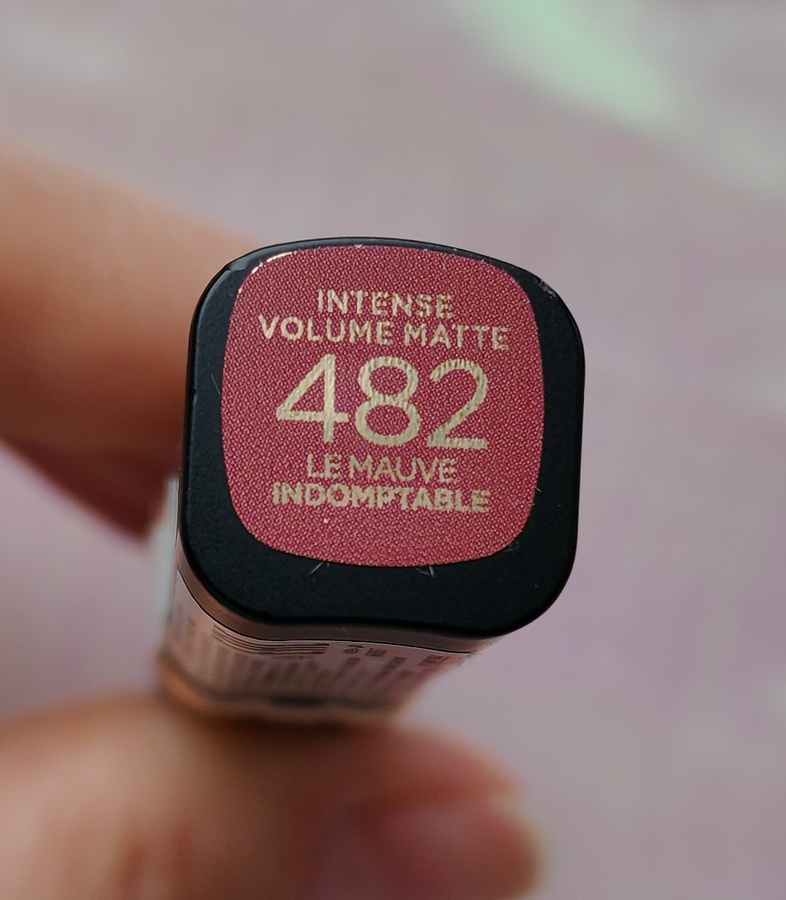 INTENSE
VOLUME MATTE
482
LE MAUVE
INDOMPTABLE